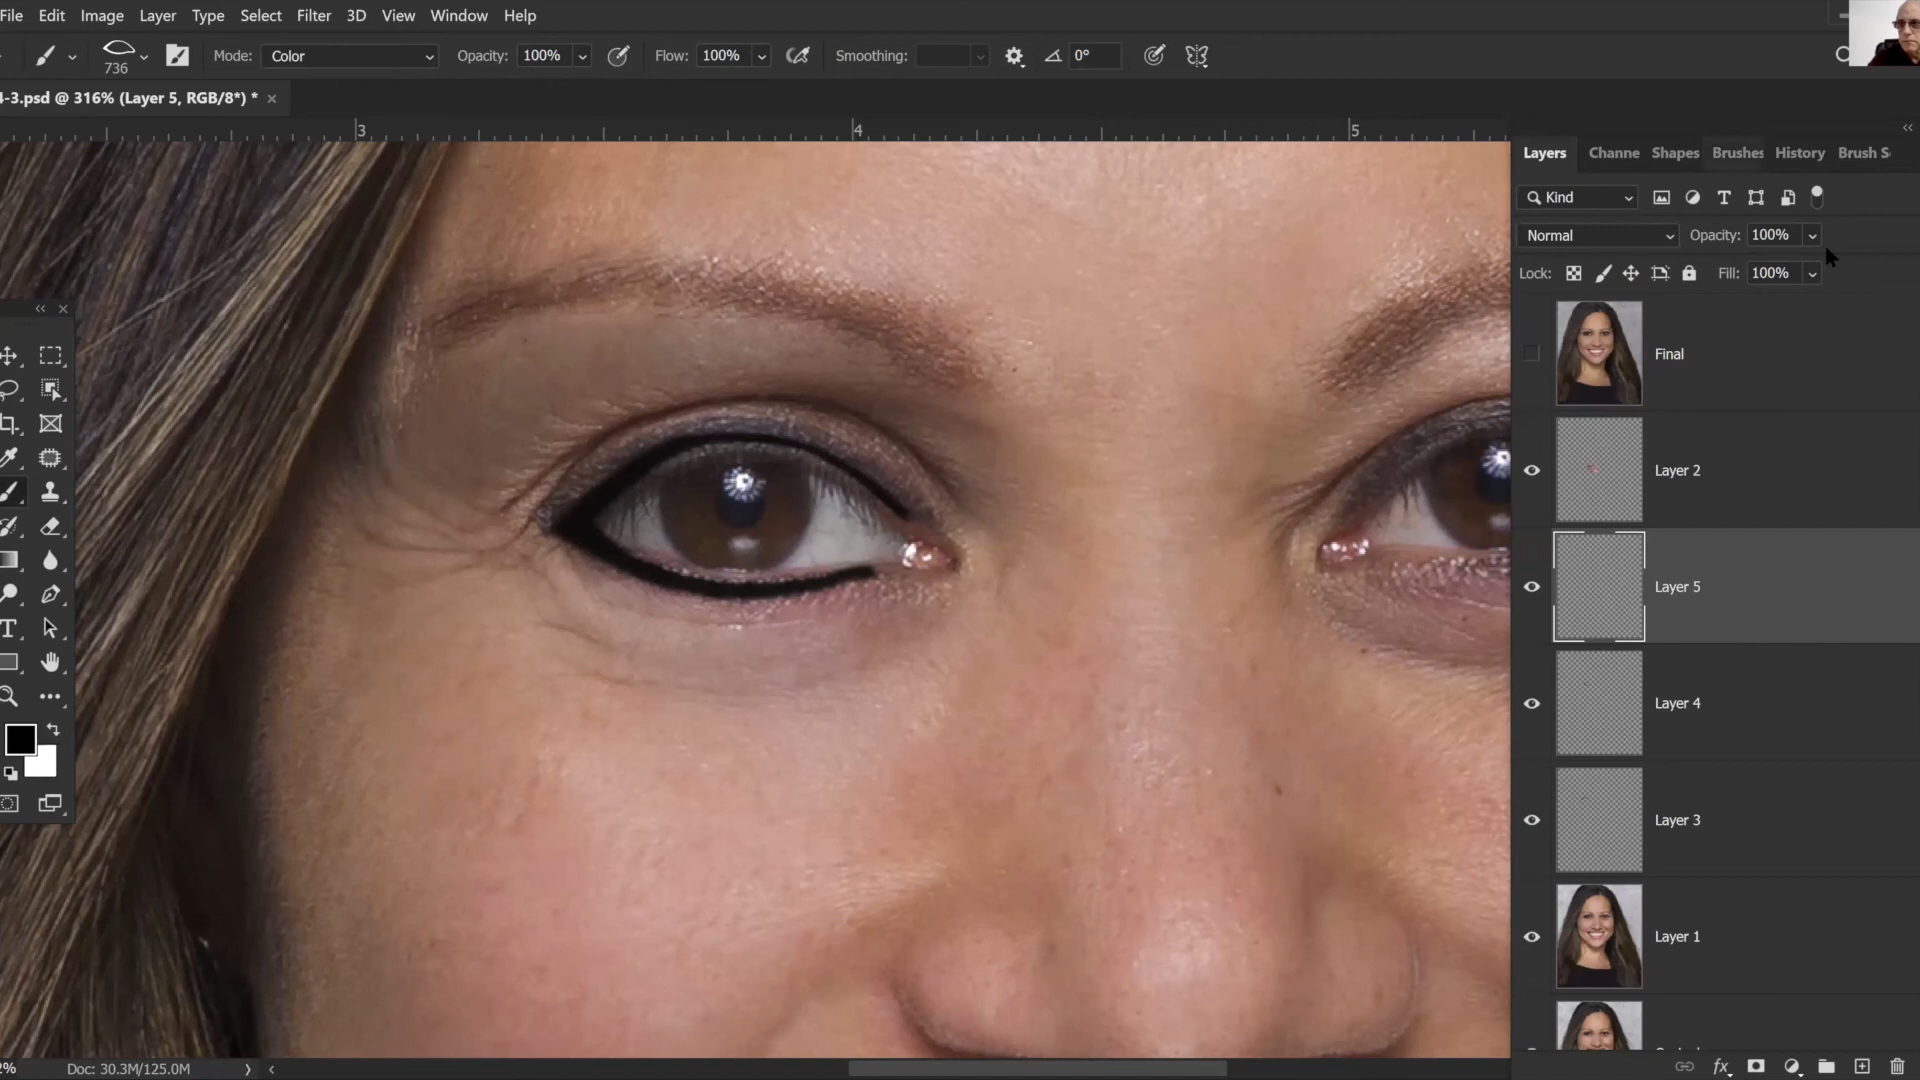 File Edit Image Layer Type Select Filter 3D View Window Help
736 Mode: Color Opacity: 100% Flow: 100% Smoothing: 0°
4-3.psd @ 316% (Layer 5, RGB/8*) * ×
3 4 5
Layers Channe Shapes Brushes History Brush S
Kind
Normal Opacity: 100%
Lock: Fill: 100%
Final
Layer 2
Layer 5
Layer 4
Layer 3
Layer 1
2% Doc: 30.3M/125.0M